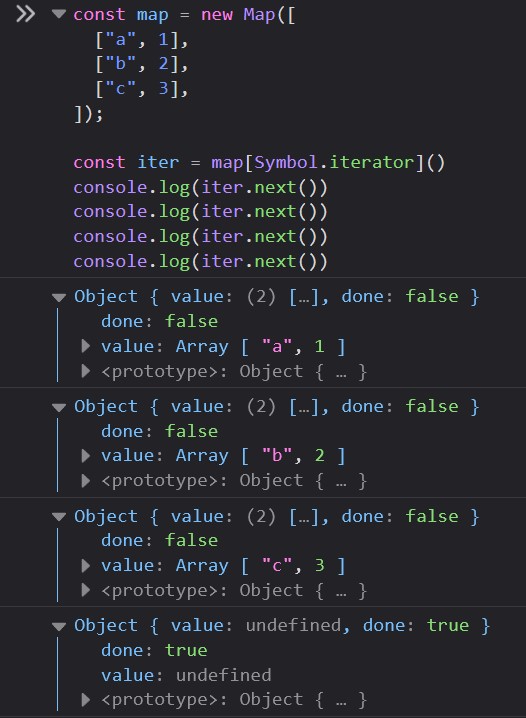 const map = new Map([
["a", 1],
["b", 2],
["c", 3],
]);
const iter = map[Symbol.iterator]()
console.log(iter.next())
console.log(iter.next())
console.log(iter.next())
console.log(iter.next())
Object { value: (2) […], done: false }
done: false
value: Array [ "a", 1 ]
<prototype>: Object { … }
Object { value: (2) […], done: false }
done: false
value: Array [ "b", 2 ]
<prototype>: Object { … }
Object { value: (2) […], done: false }
done: false
value: Array [ "c", 3 ]
<prototype>: Object { … }
Object { value: undefined, done: true }
done: true
value: undefined
<prototype>: Object { … }